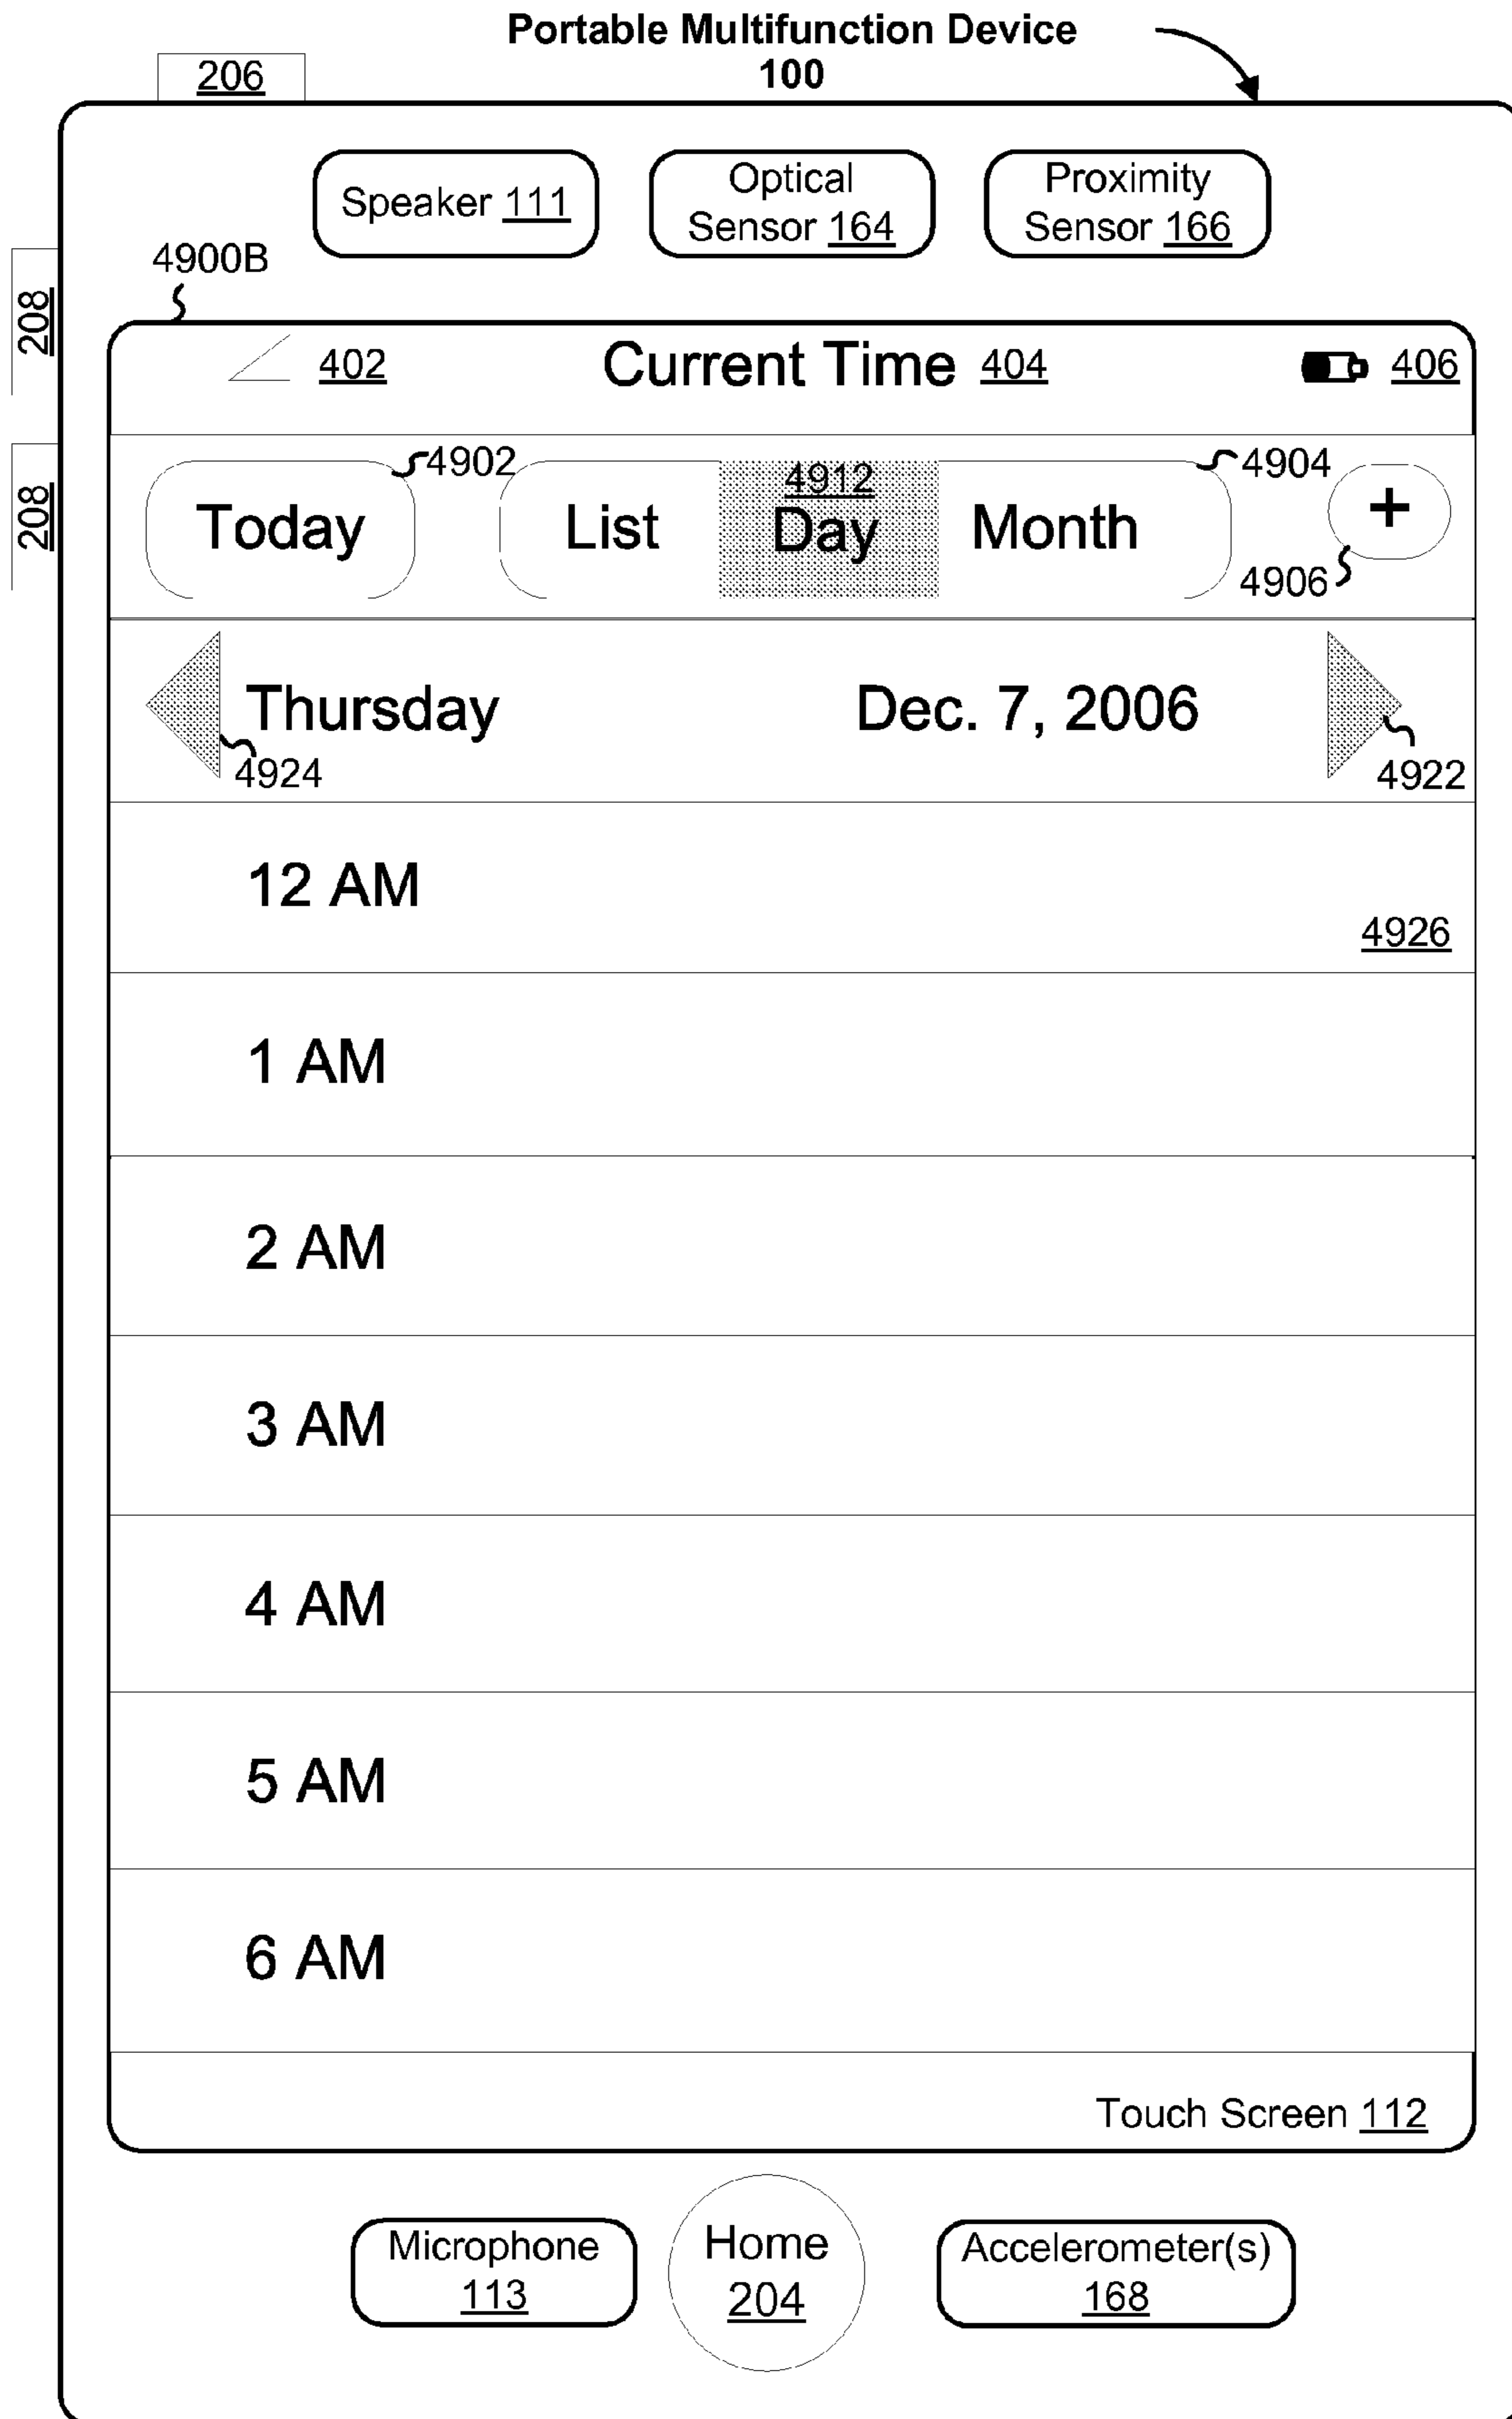 Portable Multifunction Device
100
206
Speaker 111
Optical
Sensor 164
Proximity
Sensor 166
4900B
208
402
Current Time 404
406
4902
4912
4904
208
Today
List
Day
Month
+
4906
Thursday
Dec. 7, 2006
4924
4922
12 AM
4926
1 AM
2 AM
3 AM
4 AM
5 AM
6 AM
Touch Screen 112
Microphone
113
Home
204
Accelerometer(s)
168